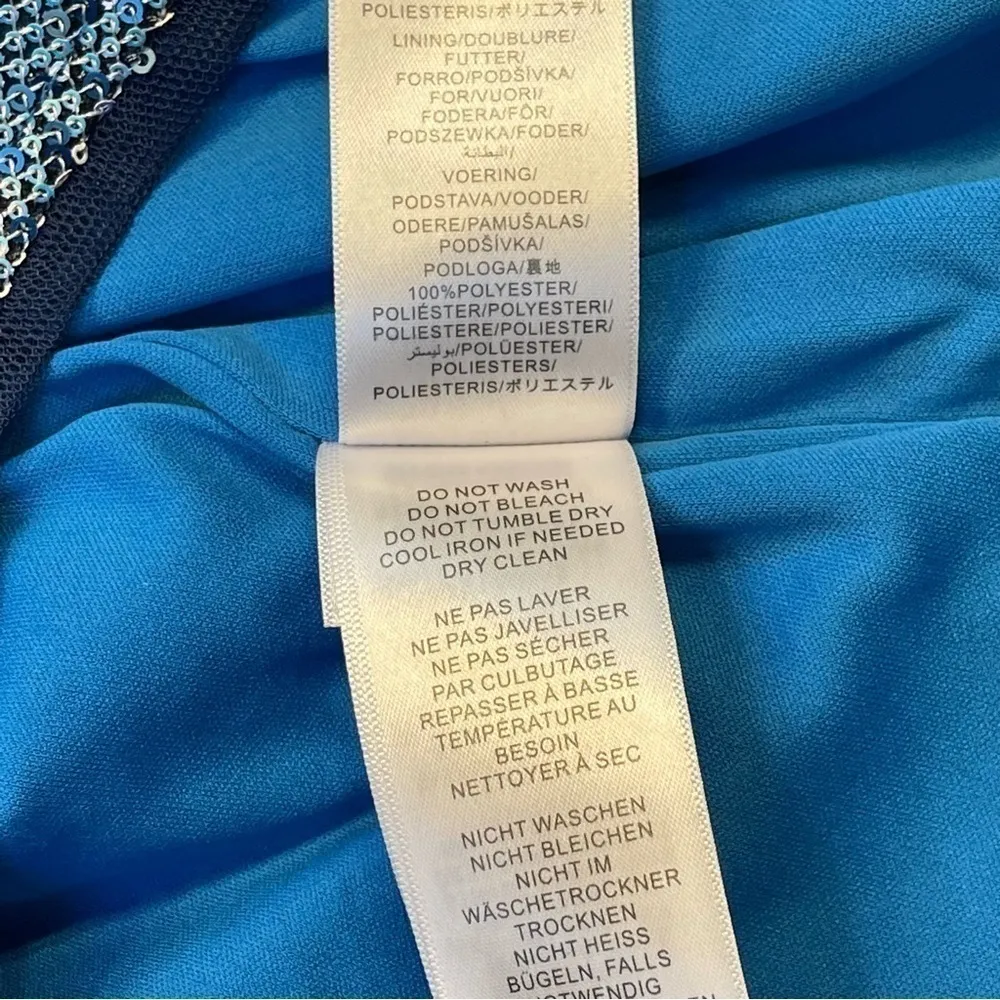 POLIESTERIS/ポリエステル
LINING/DOUBLURE/
FUTTER/
FORRO/PODŠÍVKA/
FOR/VUORI/
FODERA/FÔR/
PODSZEWKA/FODER/
البطانة/
VOERING/
PODSTAVA/VOODER/
ODERE/PAMUŠALAS/
PODŠÍVKA/
PODLOGA/裏地
100%POLYESTER/
POLIÉSTER/POLYESTERI/
POLIESTERE/POLIESTER/
بوليستر/POLÜESTER/
POLIESTERS/
POLIESTERIS/ポリエステル
DO NOT WASH
DO NOT BLEACH
DO NOT TUMBLE DRY
COOL IRON IF NEEDED
DRY CLEAN
NE PAS LAVER
NE PAS JAVELLISER
NE PAS SÉCHER
PAR CULBUTAGE
REPASSER À BASSE
TEMPÉRATURE AU
BESOIN
NETTOYER À SEC
NICHT WASCHEN
NICHT BLEICHEN
NICHT IM
WÄSCHETROCKNER
TROCKNEN
NICHT HEISS
BÜGELN, FALLS
NOTWENDIG